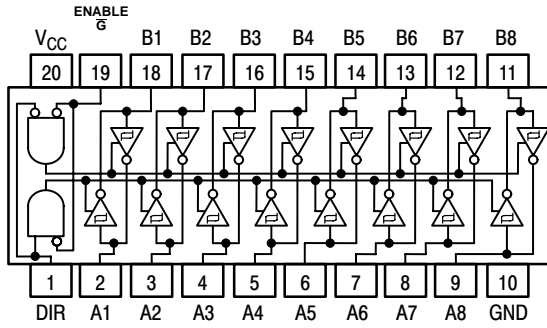 ENABLE
G̅
VCC B1 B2 B3 B4 B5 B6 B7 B8
20 19 18 17 16 15 14 13 12 11
1 2 3 4 5 6 7 8 9 10
DIR A1 A2 A3 A4 A5 A6 A7 A8 GND